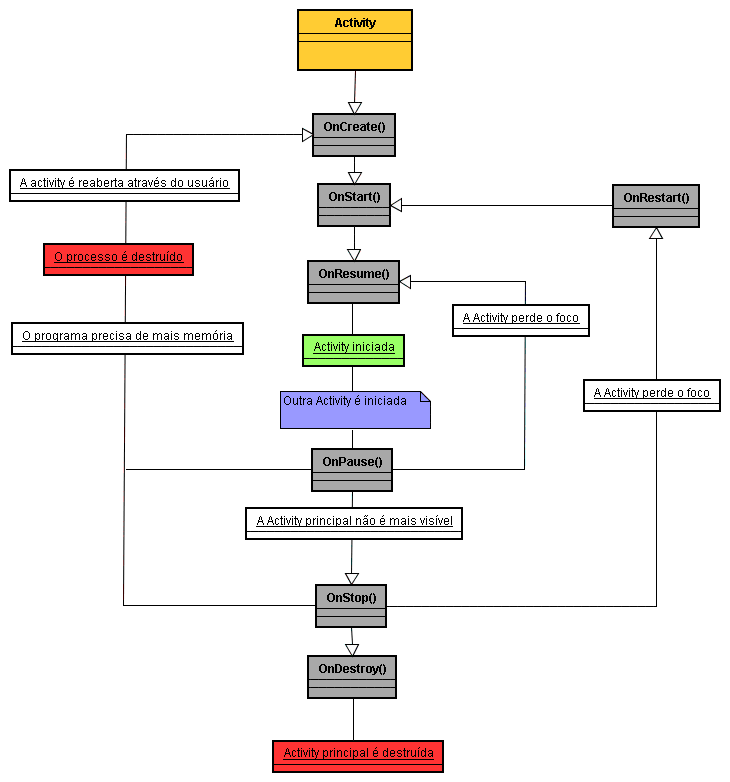 Activity
OnCreate()
A activity é reaberta através do usuário
OnStart()
OnRestart()
O processo é destruído
OnResume()
A Activity perde o foco
O programa precisa de mais memória
Activity iniciada
A Activity perde o foco
Outra Activity é iniciada
OnPause()
A Activity principal não é mais visível
OnStop()
OnDestroy()
Activity principal é destruída